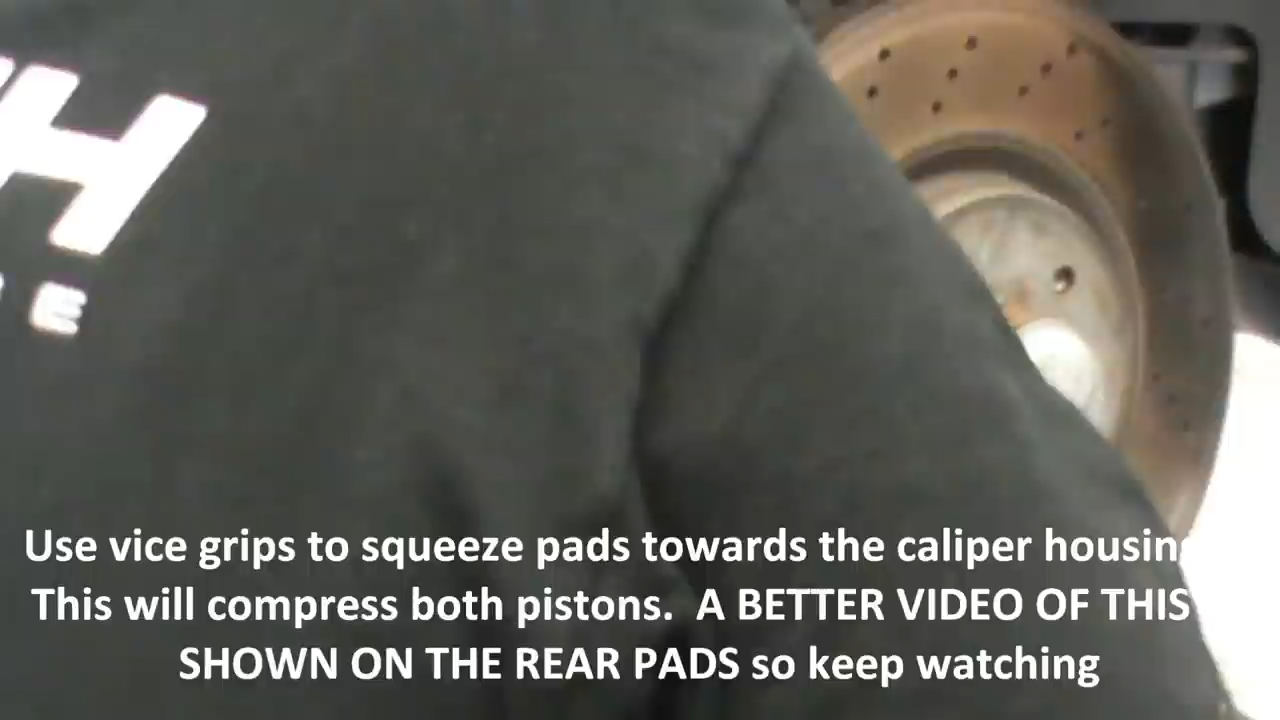 H
E
Use vice grips to squeeze pads towards the caliper housing
This will compress both pistons.  A BETTER VIDEO OF THIS
SHOWN ON THE REAR PADS so keep watching